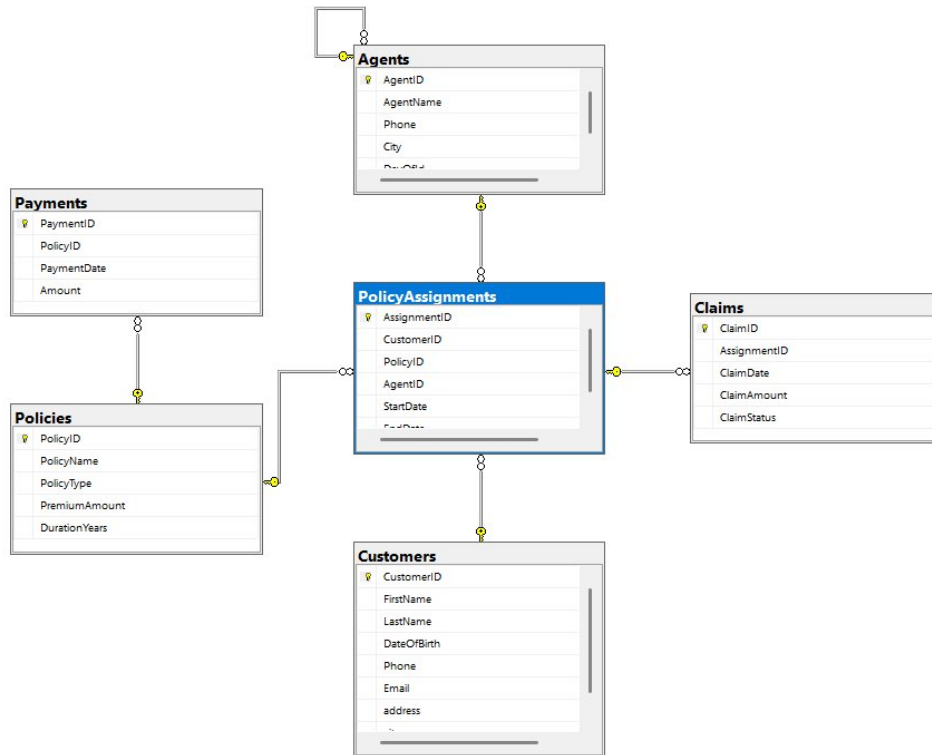 Agents
AgentID
AgentName
Phone
City
Payments
PaymentID
PolicyID
PaymentDate
Amount
PolicyAssignments
AssignmentID
CustomerID
PolicyID
AgentID
StartDate
EndDate
Claims
ClaimID
AssignmentID
ClaimDate
ClaimAmount
ClaimStatus
Policies
PolicyID
PolicyName
PolicyType
PremiumAmount
DurationYears
Customers
CustomerID
FirstName
LastName
DateOfBirth
Phone
Email
address